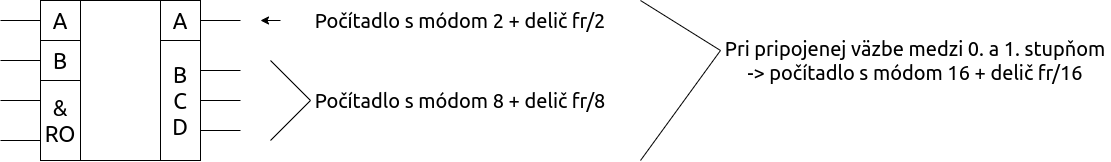 A
A
Počítadlo s módom 2 + delič fr/2
B
B
C
D
&
RO
Počítadlo s módom 8 + delič fr/8
Pri pripojenej väzbe medzi 0. a 1. stupňom
-> počítadlo s módom 16 + delič fr/16